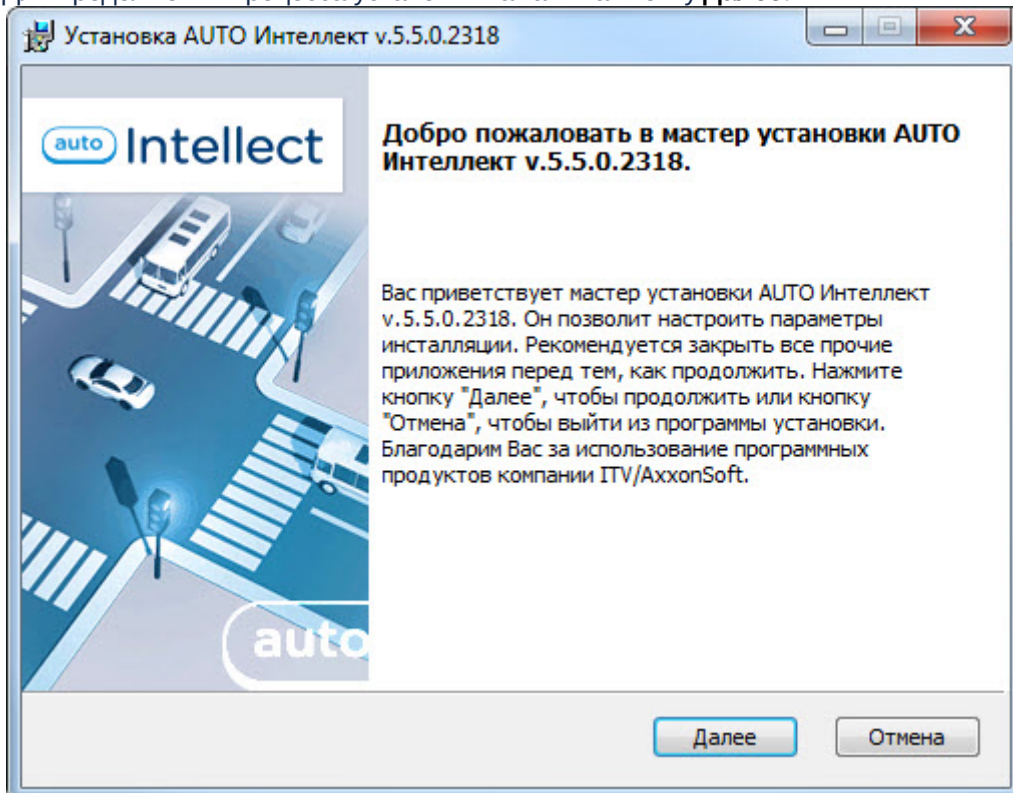 Установка AUTO Интеллект v.5.5.0.2318
auto Intellect
Добро пожаловать в мастер установки AUTO
Интеллект v.5.5.0.2318.
Вас приветствует мастер установки AUTO Интеллект
v.5.5.0.2318. Он позволит настроить параметры
инсталляции. Рекомендуется закрыть все прочие
приложения перед тем, как продолжить. Нажмите
кнопку "Далее", чтобы продолжить или кнопку
"Отмена", чтобы выйти из программы установки.
Благодарим Вас за использование программных
продуктов компании ITV/AxxonSoft.
auto
Далее
Отмена